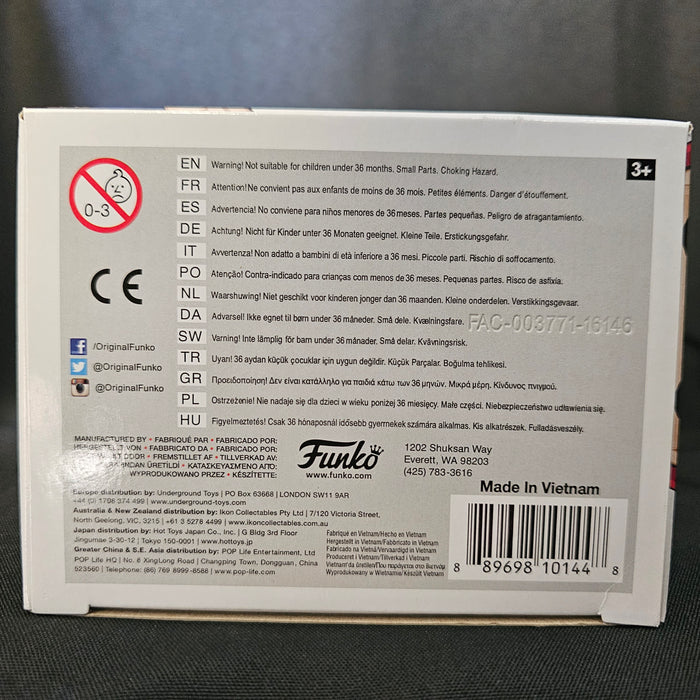 0-3
3+
EN Warning! Not suitable for children under 36 months. Small Parts. Choking Hazard.
FR Attention!Ne convient pas aux enfants de moins de 36 mois. Petites éléments. Danger d'étouffement.
ES Advertencia! No conviene para niños menores de 36 meses. Partes pequeñas. Peligro de atragantamiento.
DE Achtung! Nicht für Kinder unter 36 Monaten geeignet. Kleine Teile. Erstickungsgefahr.
IT Avvertenza! Non adatto a bambini di età inferiore a 36 mesi. Piccole parti. Rischio di soffocamento.
PO Atenção! Contra-indicado para crianças com menos de 36 meses. Pequenas partes. Risco de asfixia.
NL Waarshuwing! Niet geschikt voor kinderen jonger dan 36 maanden. Kleine onderdelen. Verstikkingsgevaar.
DA Advarsel! Ikke egnet til børn under 36 måneder. Små dele. Kvælningsfare.
FAC-003771-16146
SW Varning! Inte lämplig för barn under 36 månader. Små delar. Kvävningsrisk.
TR Uyarı! 36 aydan küçük çocuklar için uygun değildir. Küçük Parçalar. Boğulma tehlikesi.
GR Προειδοποίηση! Δεν είναι κατάλληλο για παιδιά κάτω των 36 μηνών. Μικρά μέρη. Κίνδυνος πνιγμού.
PL Ostrzeżenie! Nie nadaje się dla dzieci w wieku poniżej 36 miesięcy. Małe części. Niebezpieczeństwo udławienia się.
HU Figyelmeztetés! Csak 36 hónaposnál idősebb gyermekek számára alkalmas. Kis alkatrészek. Fulladásveszély.
CE
f /OriginalFunko
@OriginalFunko
@OriginalFunko
MANUFACTURED BY • FABRIQUÉ PAR • FABRICADO POR:
HERGESTELLT VON • FABBRICATO DA • FABRICADO POR:
DOOR • FREMSTILLET AF • TILLVERKAD AV:
ÜRETİLDİ • ΚΑΤΑΣΚΕΥΑΣΜΕΝΟ ΑΠΟ:
WYPRODUKOWANO PRZEZ • KÉSZÍTETTE:
Funko
www.funko.com
1202 Shuksan Way
Everett, WA 98203
(425) 783-3616
Europe distribution by: Underground Toys | PO Box 63668 | LONDON SW11 9AR
+44 (0) 1708 374 499 | www.underground-toys.com
Australia & New Zealand distribution by: Ikon Collectables Pty Ltd | 7/120 Victoria Street,
North Geelong, VIC, 3215 | +61 3 5278 4499 | www.ikoncollectables.com.au
Japan distribution by: Hot Toys Japan Co., Inc. | G Bldg 3rd Floor
Jingumae 3-30-12 | Tokyo 150-0001 | www.hottoys.jp
Greater China & S.E. Asia distribution by: POP Life Entertainment, Ltd
POP Life HQ | No. 6 XingLong Road | Changping Town, Dongguan, China
523560 | Telephone: (86) 769 8999-8588 | www.pop-life.com
Fabriqué en Vietnam/Hecho en Vietnam
Hergestellt in Vietnam/Fabbricato in Vietnam
Fabricado na Vietnã/Vervaardigd in Vietnam
Produceret i Vietnam/Tillverkad i Vietnam
Vietnam'da üretilen/Που παράγεται στο Βιετνάμ
Wyprodukowany w Wietnamie/Készült Vietnam
Made In Vietnam
8 89698 10144 8